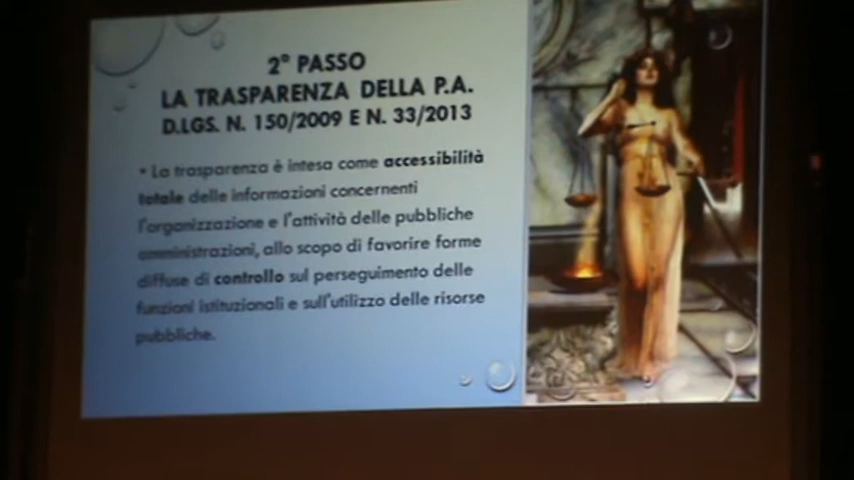 2° PASSO
LA TRASPARENZA DELLA P.A.
D.LGS. N. 150/2009 E N. 33/2013
• La trasparenza è intesa come accessibilità
totale delle informazioni concernenti
l'organizzazione e l'attività delle pubbliche
amministrazioni, allo scopo di favorire forme
diffuse di controllo sul perseguimento delle
funzioni istituzionali e sull'utilizzo delle risorse
pubbliche.